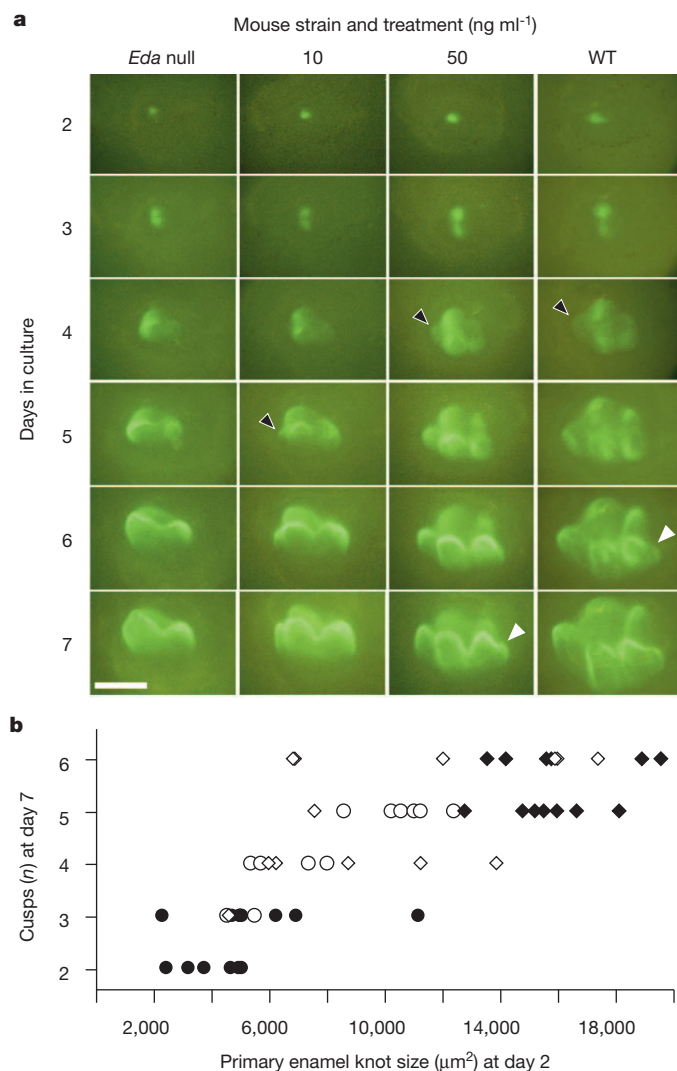 a
Mouse strain and treatment (ng ml⁻¹)
Eda null 10 50 WT
Days in culture
2
3
4
5
6
7
b
Cusps (n) at day 7
6
5
4
3
2
2,000 6,000 10,000 14,000 18,000
Primary enamel knot size (μm²) at day 2